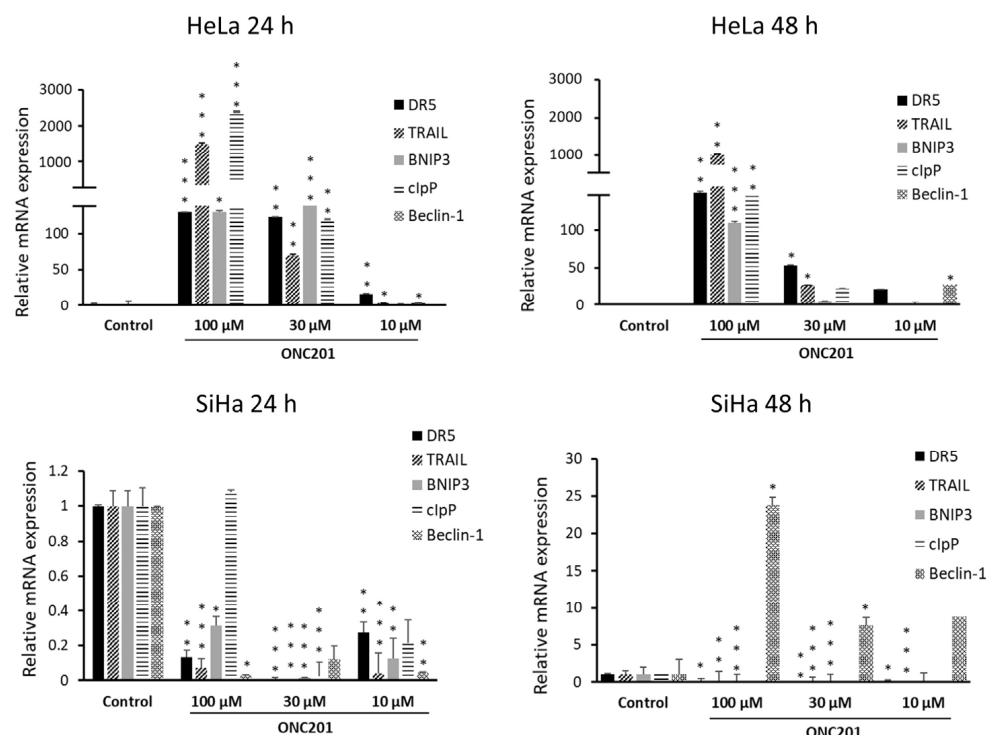 HeLa 24 h
Relative mRNA expression
3000
2000
1000
100
50
0
Control
100 µM
30 µM
10 µM
ONC201
DR5
TRAIL
BNIP3
clpP
Beclin-1
HeLa 48 h
Relative mRNA expression
3000
2000
1000
100
50
0
Control
100 µM
30 µM
10 µM
ONC201
DR5
TRAIL
BNIP3
clpP
Beclin-1
SiHa 24 h
Relative mRNA expression
1.2
1
0.8
0.6
0.4
0.2
0
Control
100 µM
30 µM
10 µM
ONC201
DR5
TRAIL
BNIP3
clpP
Beclin-1
SiHa 48 h
Relative mRNA expression
30
25
20
15
10
5
0
Control
100 µM
30 µM
10 µM
ONC201
DR5
TRAIL
BNIP3
clpP
Beclin-1